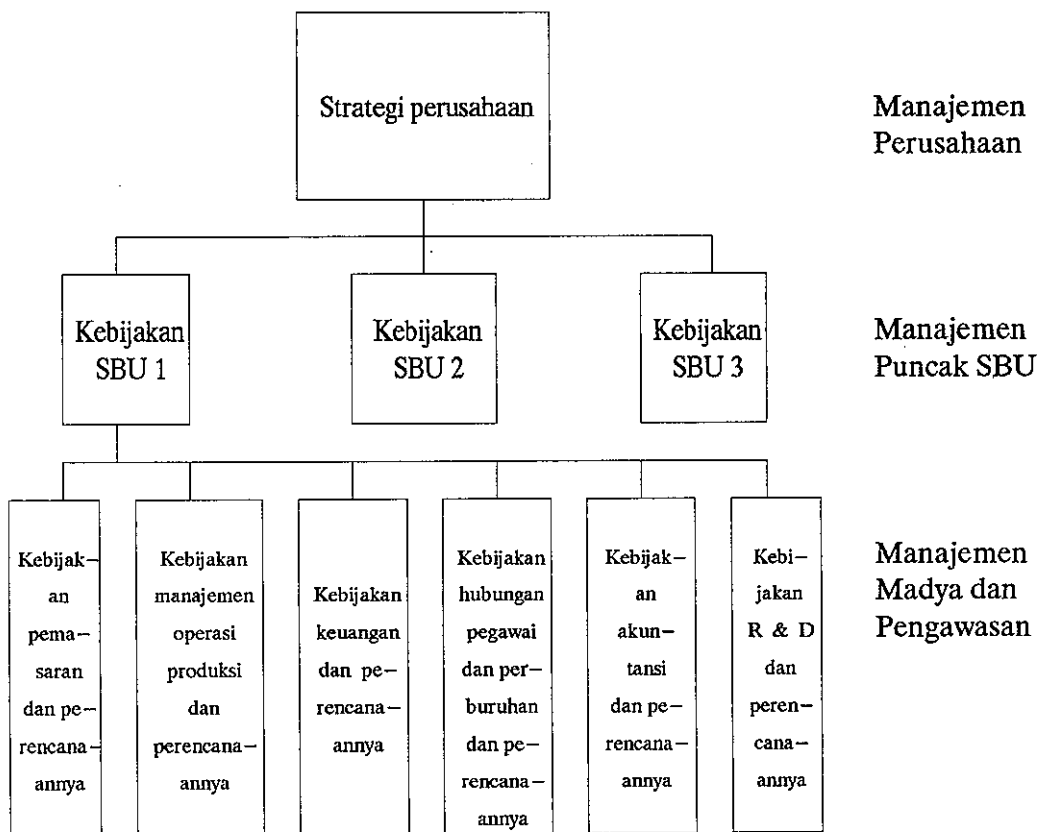 Strategi perusahaan
Manajemen
Perusahaan
Kebijakan
SBU 1
Kebijakan
SBU 2
Kebijakan
SBU 3
Manajemen
Puncak SBU
Kebijak–
an
pema–
saran
dan pe–
rencana–
annya
Kebijakan
manajemen
operasi
produksi
dan
perencana–
annya
Kebijakan
keuangan
dan pe–
rencana–
annya
Kebijakan
hubungan
pegawai
dan per–
buruhan
dan pe–
rencana–
annya
Kebijak–
an
akun–
tansi
dan pe–
rencana–
annya
Kebi–
jakan
R & D
dan
peren–
cana–
annya
Manajemen
Madya dan
Pengawasan